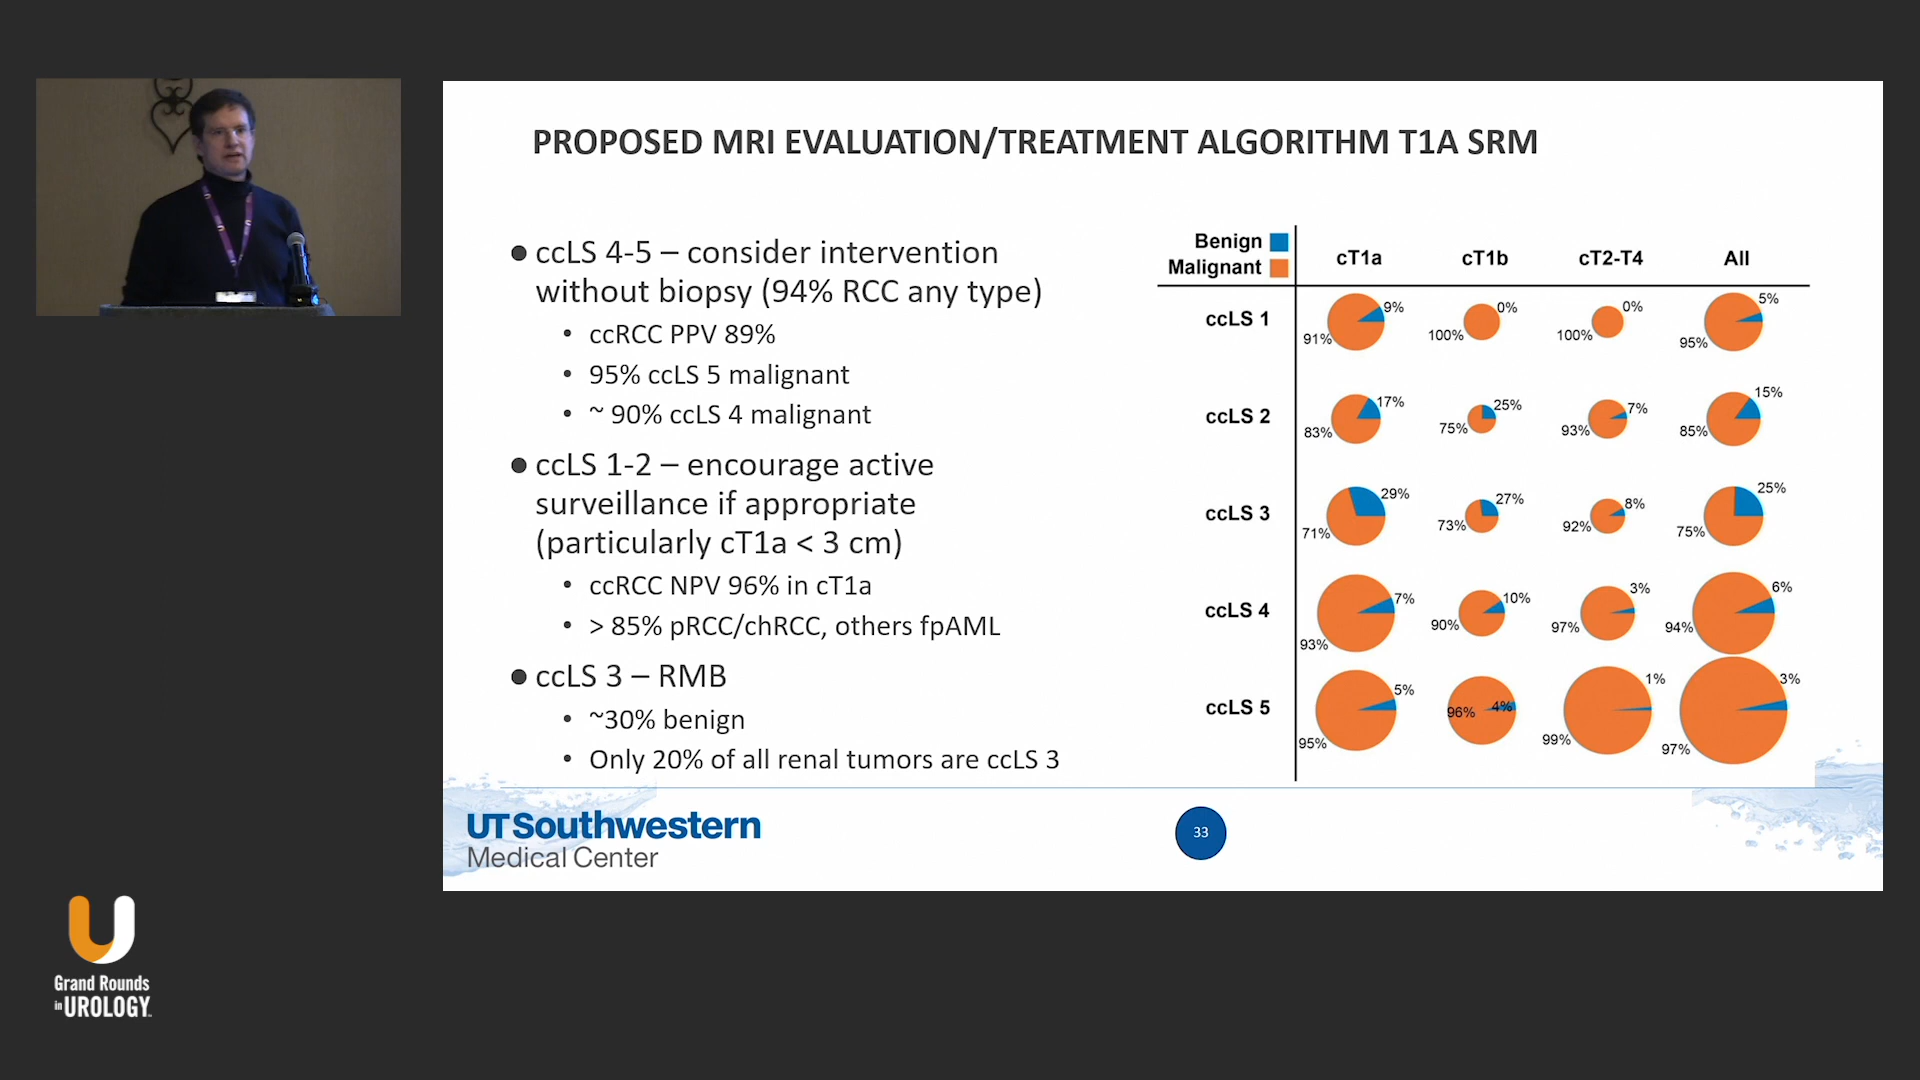 PROPOSED MRI EVALUATION/TREATMENT ALGORITHM T1A SRM
● ccLS 4-5 – consider intervention
without biopsy (94% RCC any type)
• ccRCC PPV 89%
• 95% ccLS 5 malignant
• ~ 90% ccLS 4 malignant
● ccLS 1-2 – encourage active
surveillance if appropriate
(particularly cT1a < 3 cm)
• ccRCC NPV 96% in cT1a
• > 85% pRCC/chRCC, others fpAML
● ccLS 3 – RMB
• ~30% benign
• Only 20% of all renal tumors are ccLS 3
Benign
Malignant
cT1a cT1b cT2-T4 All
ccLS 1
9% 0% 0% 5%
91% 100% 100% 95%
ccLS 2
17% 25% 7% 15%
83% 75% 93% 85%
ccLS 3
29% 27% 8% 25%
71% 73% 92% 75%
ccLS 4
7% 10% 3% 6%
93% 90% 97% 94%
ccLS 5
5% 4% 1% 3%
95% 96% 99% 97%
UTSouthwestern
Medical Center
33
Grand Rounds
in UROLOGY